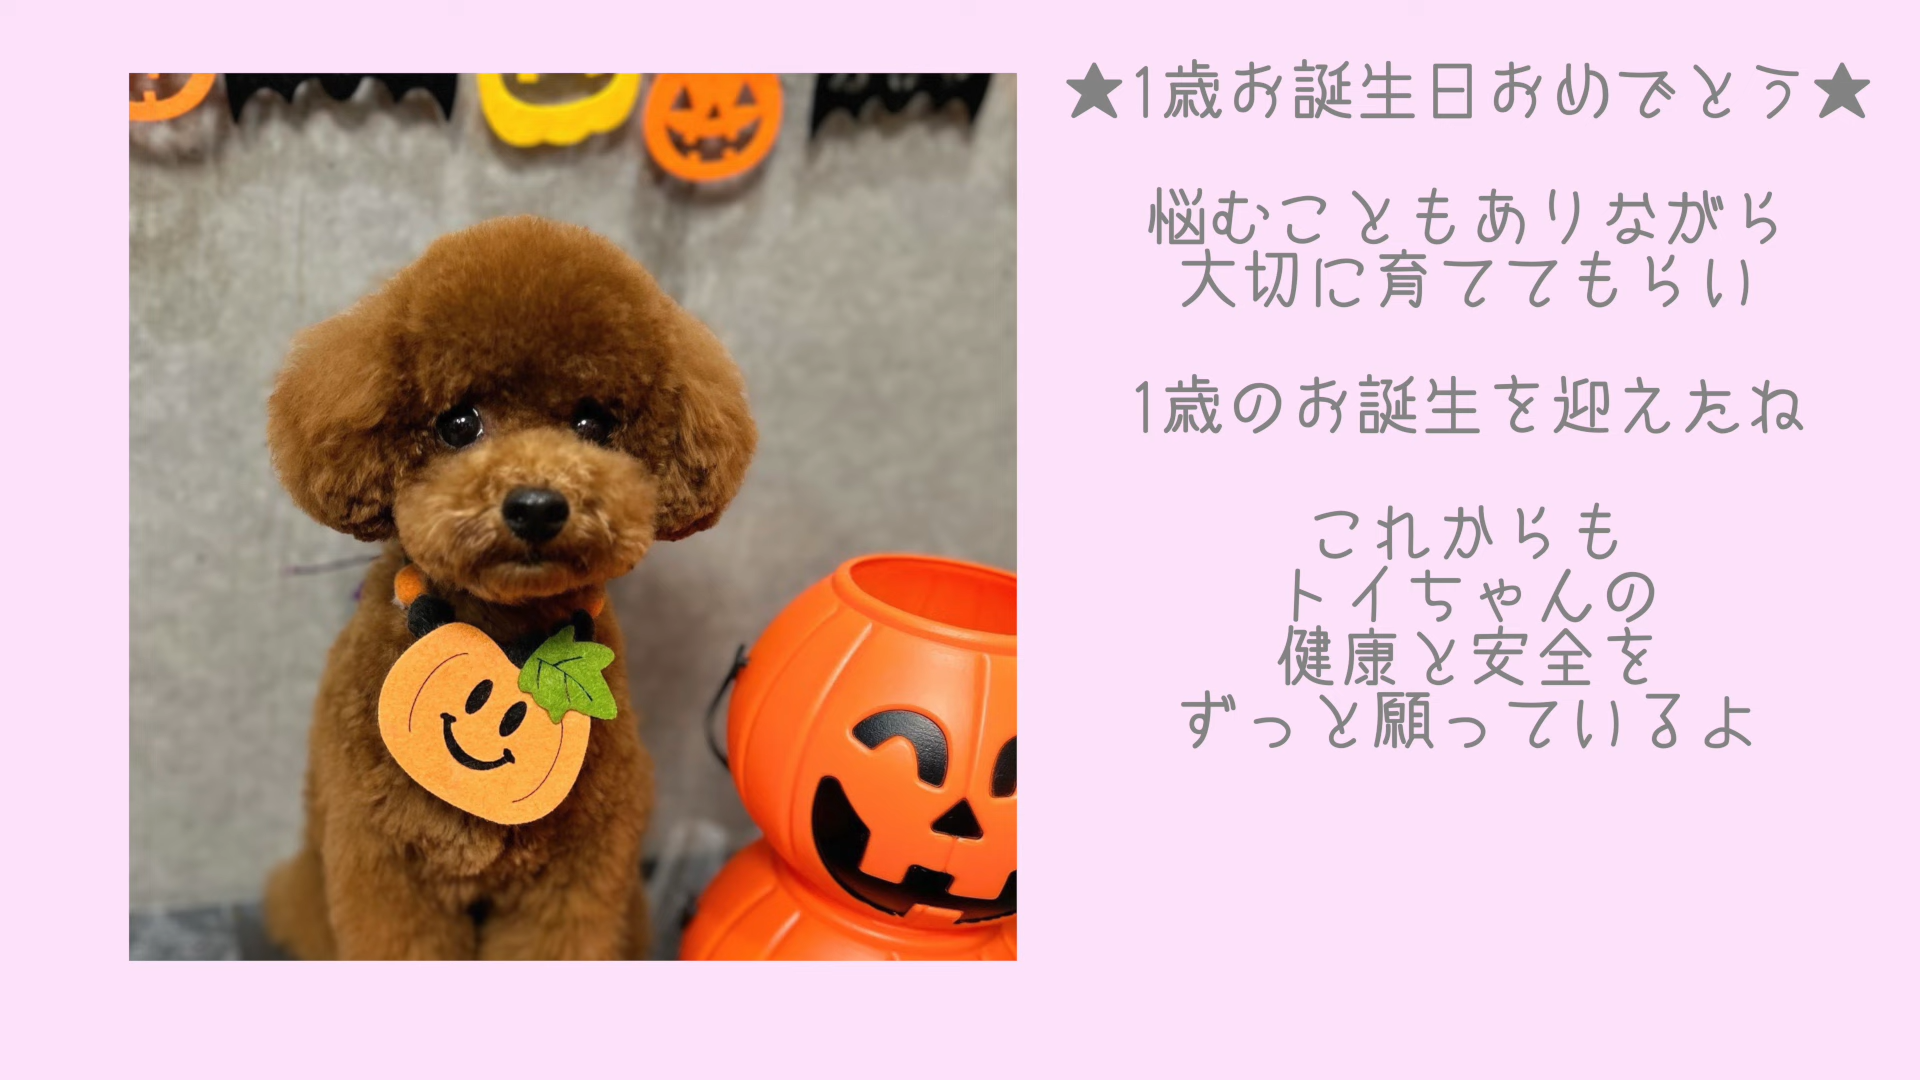 ★1歳お誕生日おめでとう★
悩むこともありながら
大切に育ててもらい
1歳のお誕生を迎えたね
これからも
トイちゃんの
健康と安全を
ずっと願っているよ